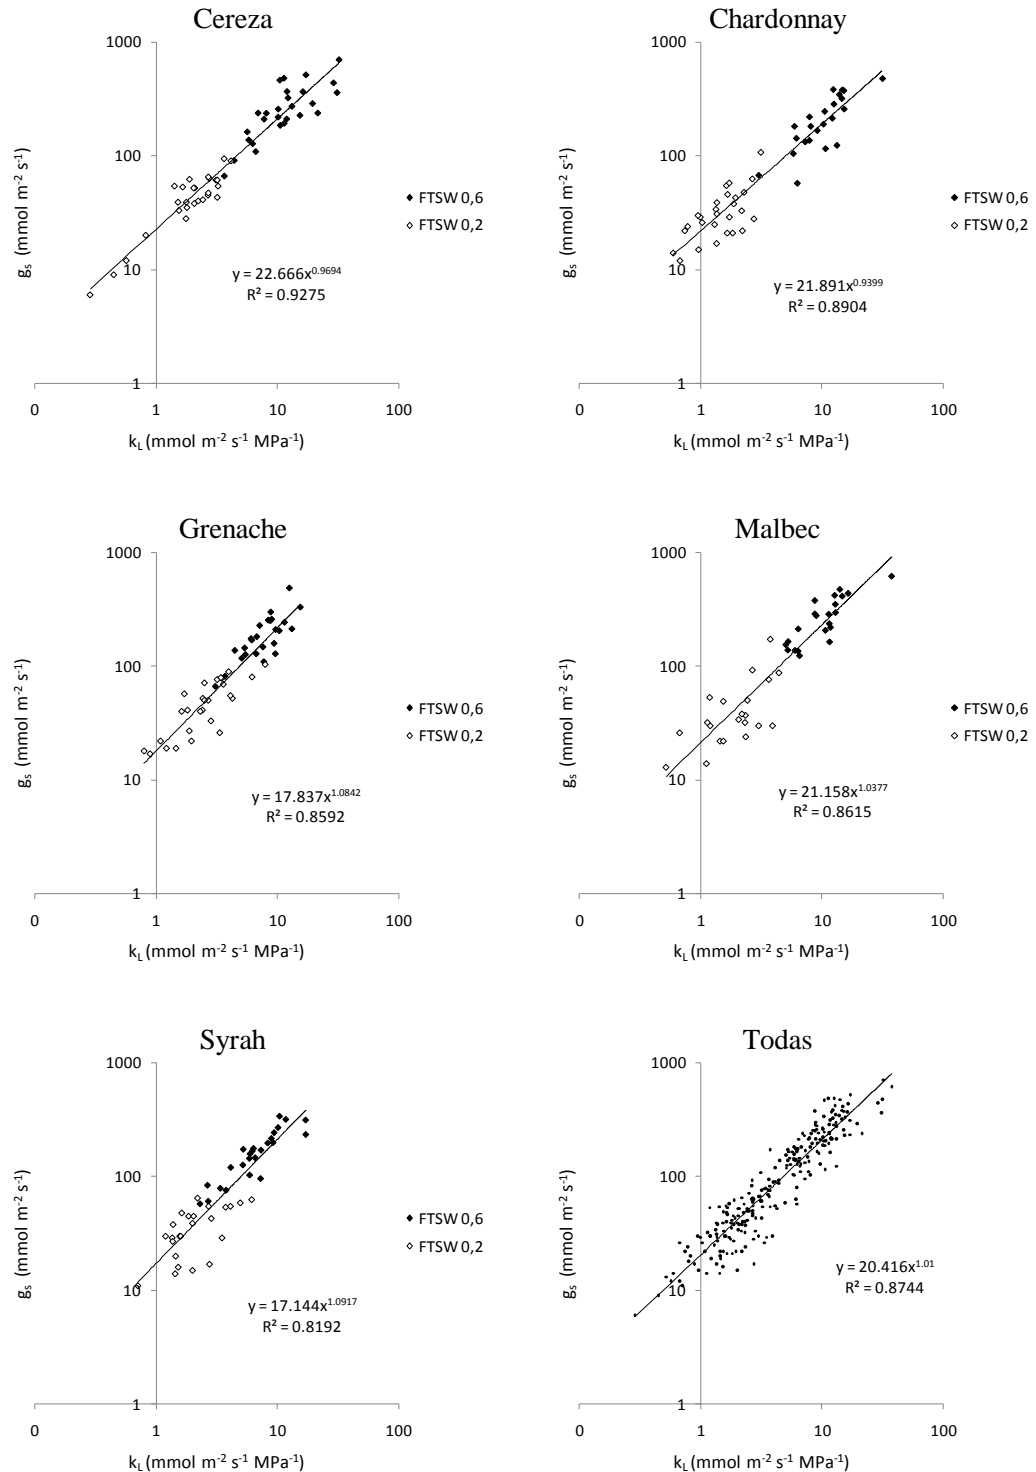 Cereza
1000
100
10
1
0
1
10
100
gs (mmol m-2 s-1)
kL (mmol m-2 s-1 MPa-1)
FTSW 0,6
FTSW 0,2
y = 22.666x0.9694
R² = 0.9275
Chardonnay
1000
100
10
1
0
1
10
100
gs (mmol m-2 s-1)
kL (mmol m-2 s-1 MPa-1)
FTSW 0,6
FTSW 0,2
y = 21.891x0.9399
R² = 0.8904
Grenache
1000
100
10
1
0
1
10
100
gs (mmol m-2 s-1)
kL (mmol m-2 s-1 MPa-1)
FTSW 0,6
FTSW 0,2
y = 17.837x1.0842
R² = 0.8592
Malbec
1000
100
10
1
0
1
10
100
gs (mmol m-2 s-1)
kL (mmol m-2 s-1 MPa-1)
FTSW 0,6
FTSW 0,2
y = 21.158x1.0377
R² = 0.8615
Syrah
1000
100
10
1
0
1
10
100
gs (mmol m-2 s-1)
kL (mmol m-2 s-1 MPa-1)
FTSW 0,6
FTSW 0,2
y = 17.144x1.0917
R² = 0.8192
Todas
1000
100
10
1
0
1
10
100
gs (mmol m-2 s-1)
kL (mmol m-2 s-1 MPa-1)
y = 20.416x1.01
R² = 0.8744